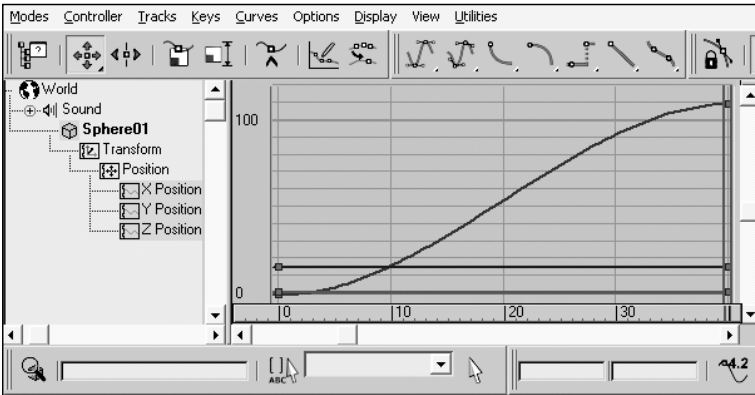 Modes Controller Tracks Keys Curves Options Display View Utilities
?
World
Sound
Sphere01
Transform
Position
X Position
Y Position
Z Position
100
0
0 10 20 30
[ ]
ABC
4.2